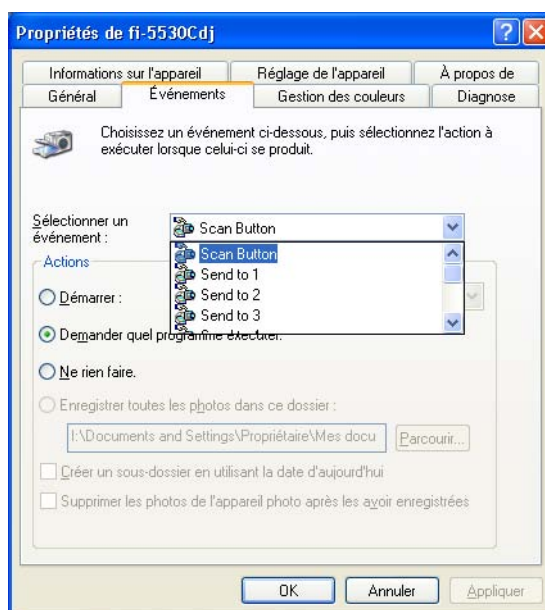 Propriétés de fi-5530Cdj
Informations sur l'appareil Réglage de l'appareil À propos de
Général Événements Gestion des couleurs Diagnose
Choisissez un événement ci-dessous, puis sélectionnez l'action à
exécuter lorsque celui-ci se produit.
Sélectionner un
événement :
Scan Button
Scan Button
Send to 1
Send to 2
Send to 3
Actions
Démarrer :
Demander quel programme exécuter.
Ne rien faire.
Enregistrer toutes les photos dans ce dossier :
I:\Documents and Settings\Propriétaire\Mes docu
Parcourir...
Créer un sous-dossier en utilisant la date d'aujourd'hui
Supprimer les photos de l'appareil photo après les avoir enregistrées
OK Annuler Appliquer